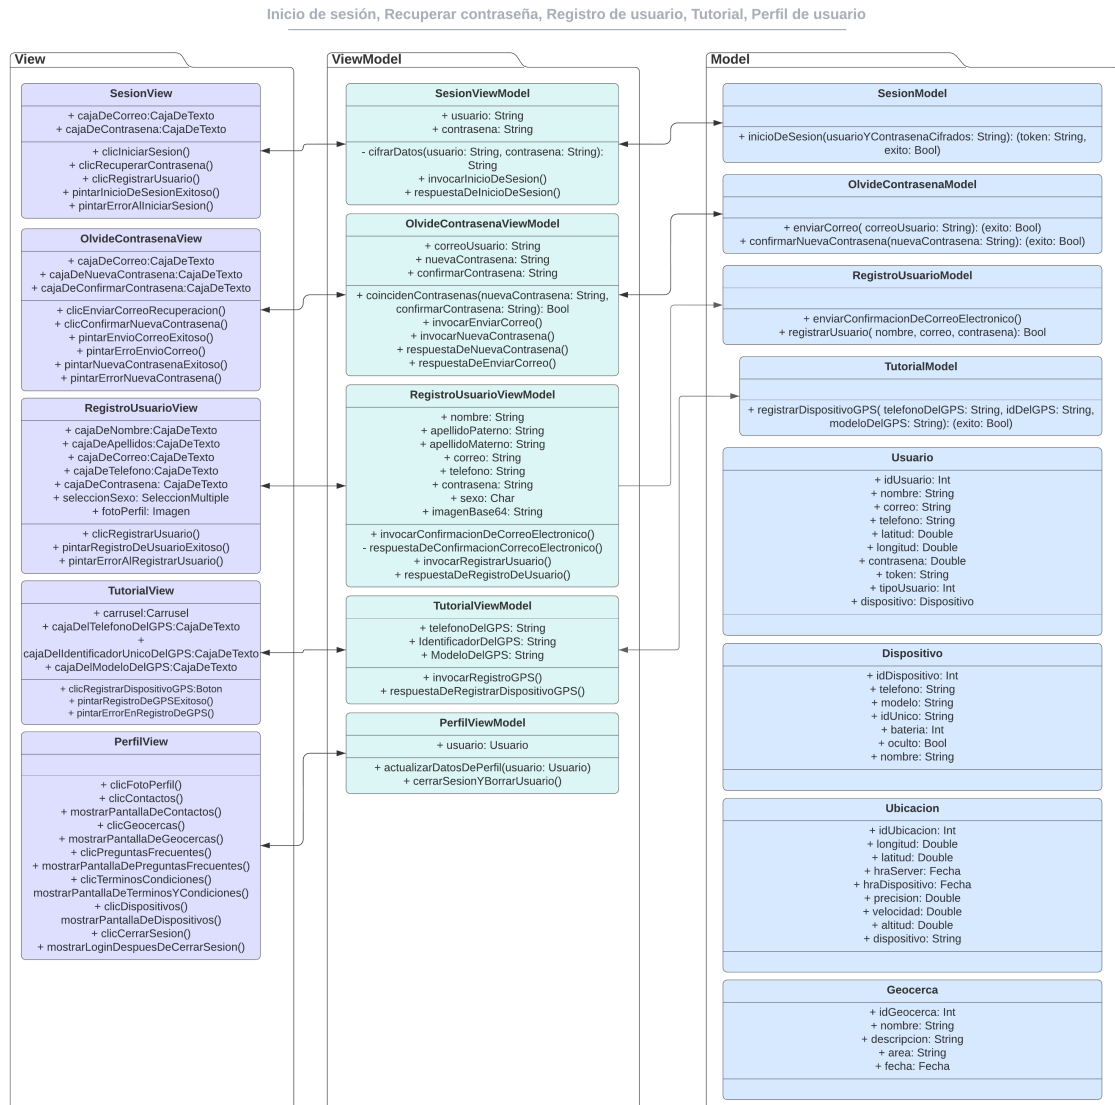 Inicio de sesión, Recuperar contraseña, Registro de usuario, Tutorial, Perfil de usuario
View
SesionView
+ cajaDeCorreo:CajaDeTexto
+ cajaDeContrasena:CajaDeTexto
+ clicIniciarSesion()
+ clicRecuperarContrasena()
+ clicRegistrarUsuario()
+ pintarInicioDeSesionExitoso()
+ pintarErrorAlIniciarSesion()
OlvideContrasenaView
+ cajaDeCorreo:CajaDeTexto
+ cajaDeNuevaContrasena:CajaDeTexto
+ cajaDeConfirmarContrasena:CajaDeTexto
+ clicEnviarCorreoRecuperacion()
+ clicConfirmarNuevaContrasena()
+ pintarEnvioCorreoExitoso()
+ pintarErroEnvioCorreo()
+ pintarNuevaContrasenaExitoso()
+ pintarErrorNuevaContrasena()
RegistroUsuarioView
+ cajaDeNombre:CajaDeTexto
+ cajaDeApellidos:CajaDeTexto
+ cajaDeCorreo:CajaDeTexto
+ cajaDeTelefono:CajaDeTexto
+ cajaDeContrasena: CajaDeTexto
+ seleccionSexo: SeleccionMultiple
+ fotoPerfil: Imagen
+ clicRegistrarUsuario()
+ pintarRegistroDeUsuarioExitoso()
+ pintarErrorAlRegistrarUsuario()
TutorialView
+ carrusel:Carrusel
+ cajaDelTelefonoDelGPS:CajaDeTexto
+
cajaDelIdentificadorUnicoDelGPS:CajaDeTexto
+ cajaDelModeloDelGPS:CajaDeTexto
+ clicRegistrarDispositivoGPS:Boton
+ pintarRegistroDeGPSExitoso()
+ pintarErrorEnRegistroDeGPS()
PerfilView
+ clicFotoPerfil()
+ clicContactos()
+ mostrarPantallaDeContactos()
+ clicGeocercas()
+ mostrarPantallaDeGeocercas()
+ clicPreguntasFrecuentes()
+ mostrarPantallaDePreguntasFrecuentes()
+ clicTerminosCondiciones()
mostrarPantallaDeTerminosYCondiciones()
+ clicDispositivos()
mostrarPantallaDeDispositivos()
+ clicCerrarSesion()
+ mostrarLoginDespuesDeCerrarSesion()
ViewModel
SesionViewModel
+ usuario: String
+ contrasena: String
- cifrarDatos(usuario: String, contrasena: String):
String
+ invocarInicioDeSesion()
+ respuestaDeInicioDeSesion()
OlvideContrasenaViewModel
+ correoUsuario: String
+ nuevaContrasena: String
+ confirmarContrasena: String
+ coincidenContrasenas(nuevaContrasena: String,
confirmarContrasena: String): Bool
+ invocarEnviarCorreo()
+ invocarNuevaContrasena()
+ respuestaDeNuevaContrasena()
+ respuestaDeEnviarCorreo()
RegistroUsuarioViewModel
+ nombre: String
+ apellidoPaterno: String
+ apellidoMaterno: String
+ correo: String
+ telefono: String
+ contrasena: String
+ sexo: Char
+ imagenBase64: String
+ invocarConfirmacionDeCorreoElectronico()
- respuestaDeConfirmacionCorrecoElectronico()
+ invocarRegistrarUsuario()
+ respuestaDeRegistroDeUsuario()
TutorialViewModel
+ telefonoDelGPS: String
+ IdentificadorDelGPS: String
+ ModeloDelGPS: String
+ invocarRegistroGPS()
+ respuestaDeRegistrarDispositivoGPS()
PerfilViewModel
+ usuario: Usuario
+ actualizarDatosDePerfil(usuario: Usuario)
+ cerrarSesionYBorrarUsuario()
Model
SesionModel
+ inicioDeSesion(usuarioYContrasenaCifrados: String): (token: String,
exito: Bool)
OlvideContrasenaModel
+ enviarCorreo( correoUsuario: String): (exito: Bool)
+ confirmarNuevaContrasena(nuevaContrasena: String): (exito: Bool)
RegistroUsuarioModel
+ enviarConfirmacionDeCorreoElectronico()
+ registrarUsuario( nombre, correo, contrasena): Bool
TutorialModel
+ registrarDispositivoGPS( telefonoDelGPS: String, idDelGPS: String,
modeloDelGPS: String): (exito: Bool)
Usuario
+ idUsuario: Int
+ nombre: String
+ correo: String
+ telefono: String
+ latitud: Double
+ longitud: Double
+ contrasena: Double
+ token: String
+ tipoUsuario: Int
+ dispositivo: Dispositivo
Dispositivo
+ idDispositivo: Int
+ telefono: String
+ modelo: String
+ idUnico: String
+ bateria: Int
+ oculto: Bool
+ nombre: String
Ubicacion
+ idUbicacion: Int
+ longitud: Double
+ latitud: Double
+ hraServer: Fecha
+ hraDispositivo: Fecha
+ precision: Double
+ velocidad: Double
+ altitud: Double
+ dispositivo: String
Geocerca
+ idGeocerca: Int
+ nombre: String
+ descripcion: String
+ area: String
+ fecha: Fecha